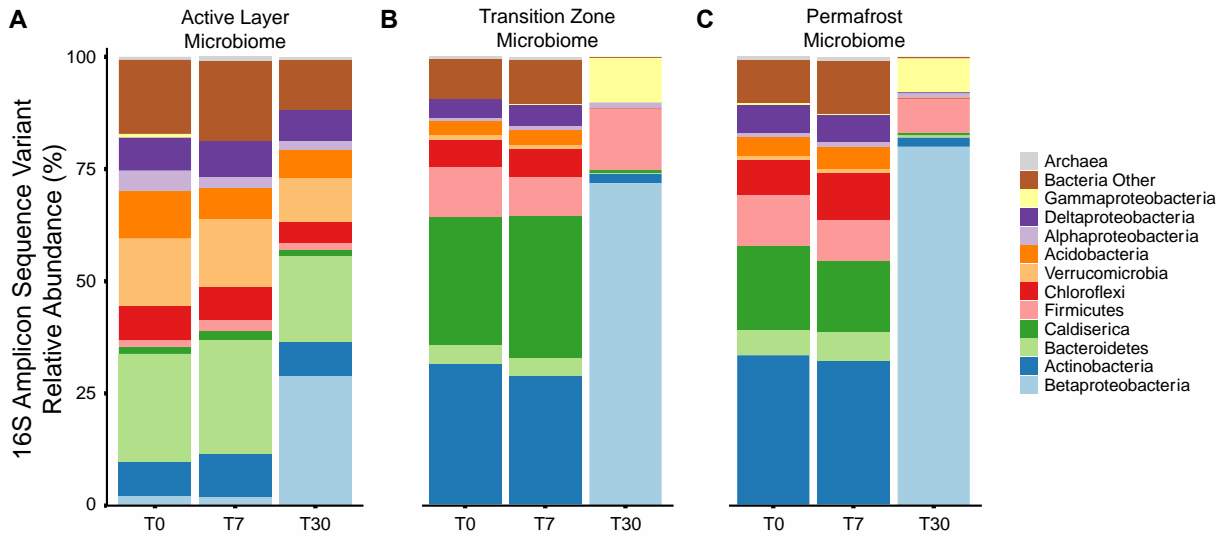 A
Active Layer
Microbiome
B
Transition Zone
Microbiome
C
Permafrost
Microbiome
16S Amplicon Sequence Variant
Relative Abundance (%)
100
75
50
25
0
T0 T7 T30
T0 T7 T30
T0 T7 T30
Archaea
Bacteria Other
Gammaproteobacteria
Deltaproteobacteria
Alphaproteobacteria
Acidobacteria
Verrucomicrobia
Chloroflexi
Firmicutes
Caldiserica
Bacteroidetes
Actinobacteria
Betaproteobacteria